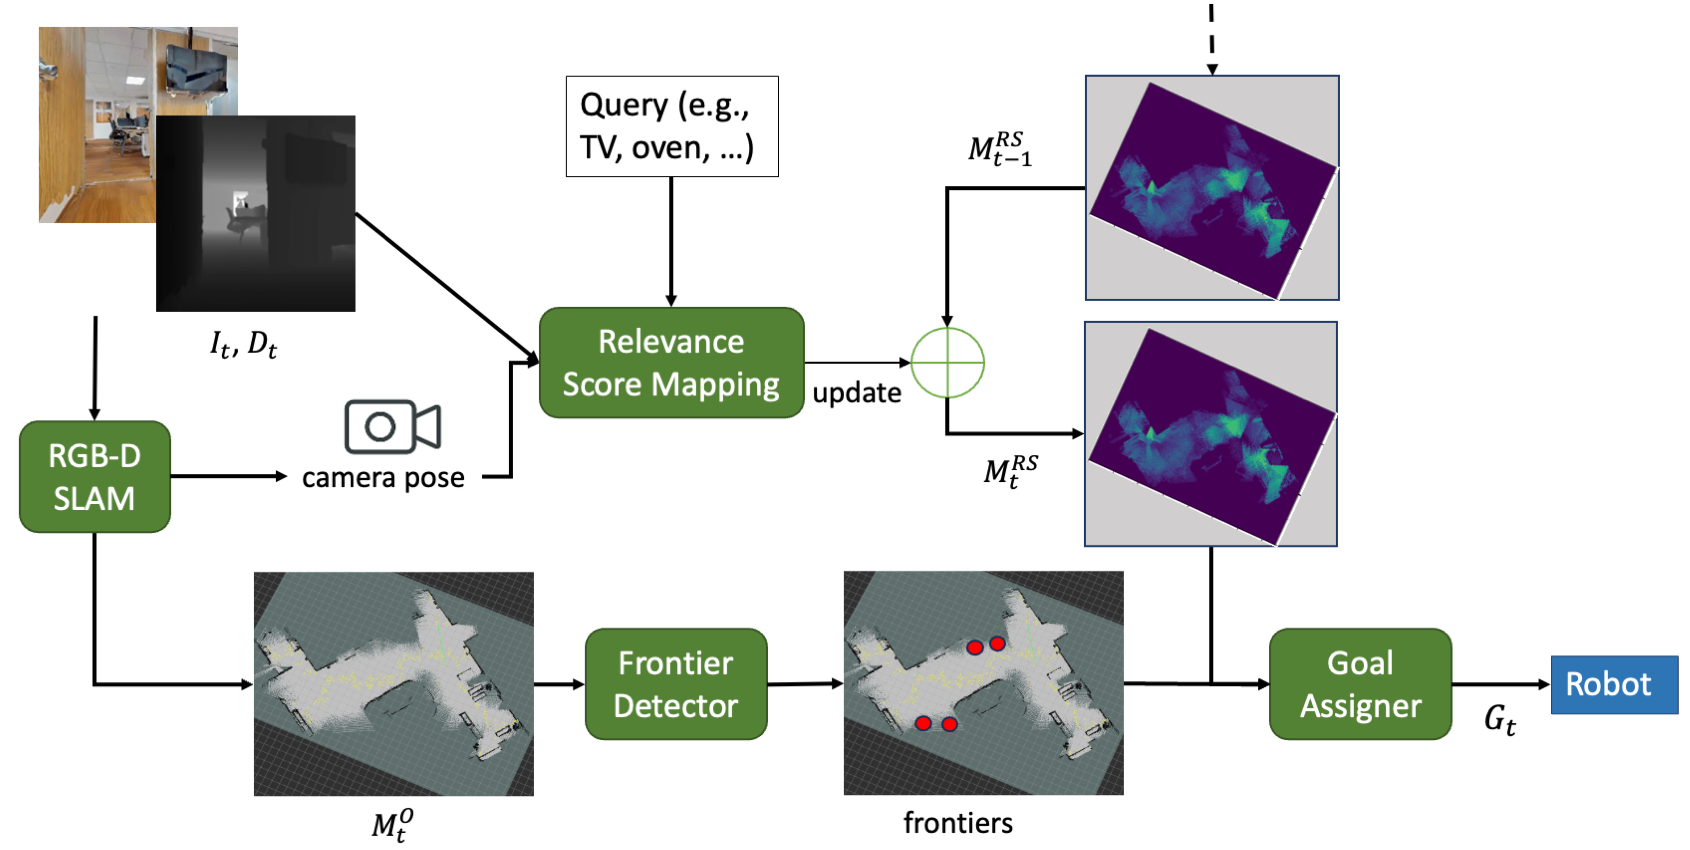 Query (e.g.,
TV, oven, ...)
$M_{t-1}^{RS}$
$I_t, D_t$
Relevance
Score Mapping
update
RGB-D
SLAM
camera pose
$M_t^{RS}$
Frontier
Detector
Goal
Assigner
Robot
$G_t$
$M_t^O$
frontiers